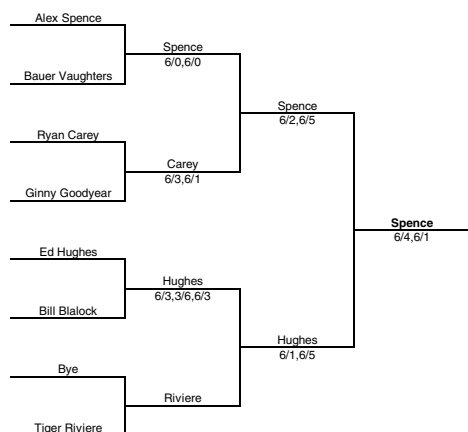 Alex Spence
Spence
6/0,6/0
Bauer Vaughters
Spence
6/2,6/5
Ryan Carey
Carey
6/3,6/1
Ginny Goodyear
Spence
6/4,6/1
Ed Hughes
Hughes
6/3,3/6,6/3
Bill Blalock
Hughes
6/1,6/5
Bye
Riviere
Tiger Riviere